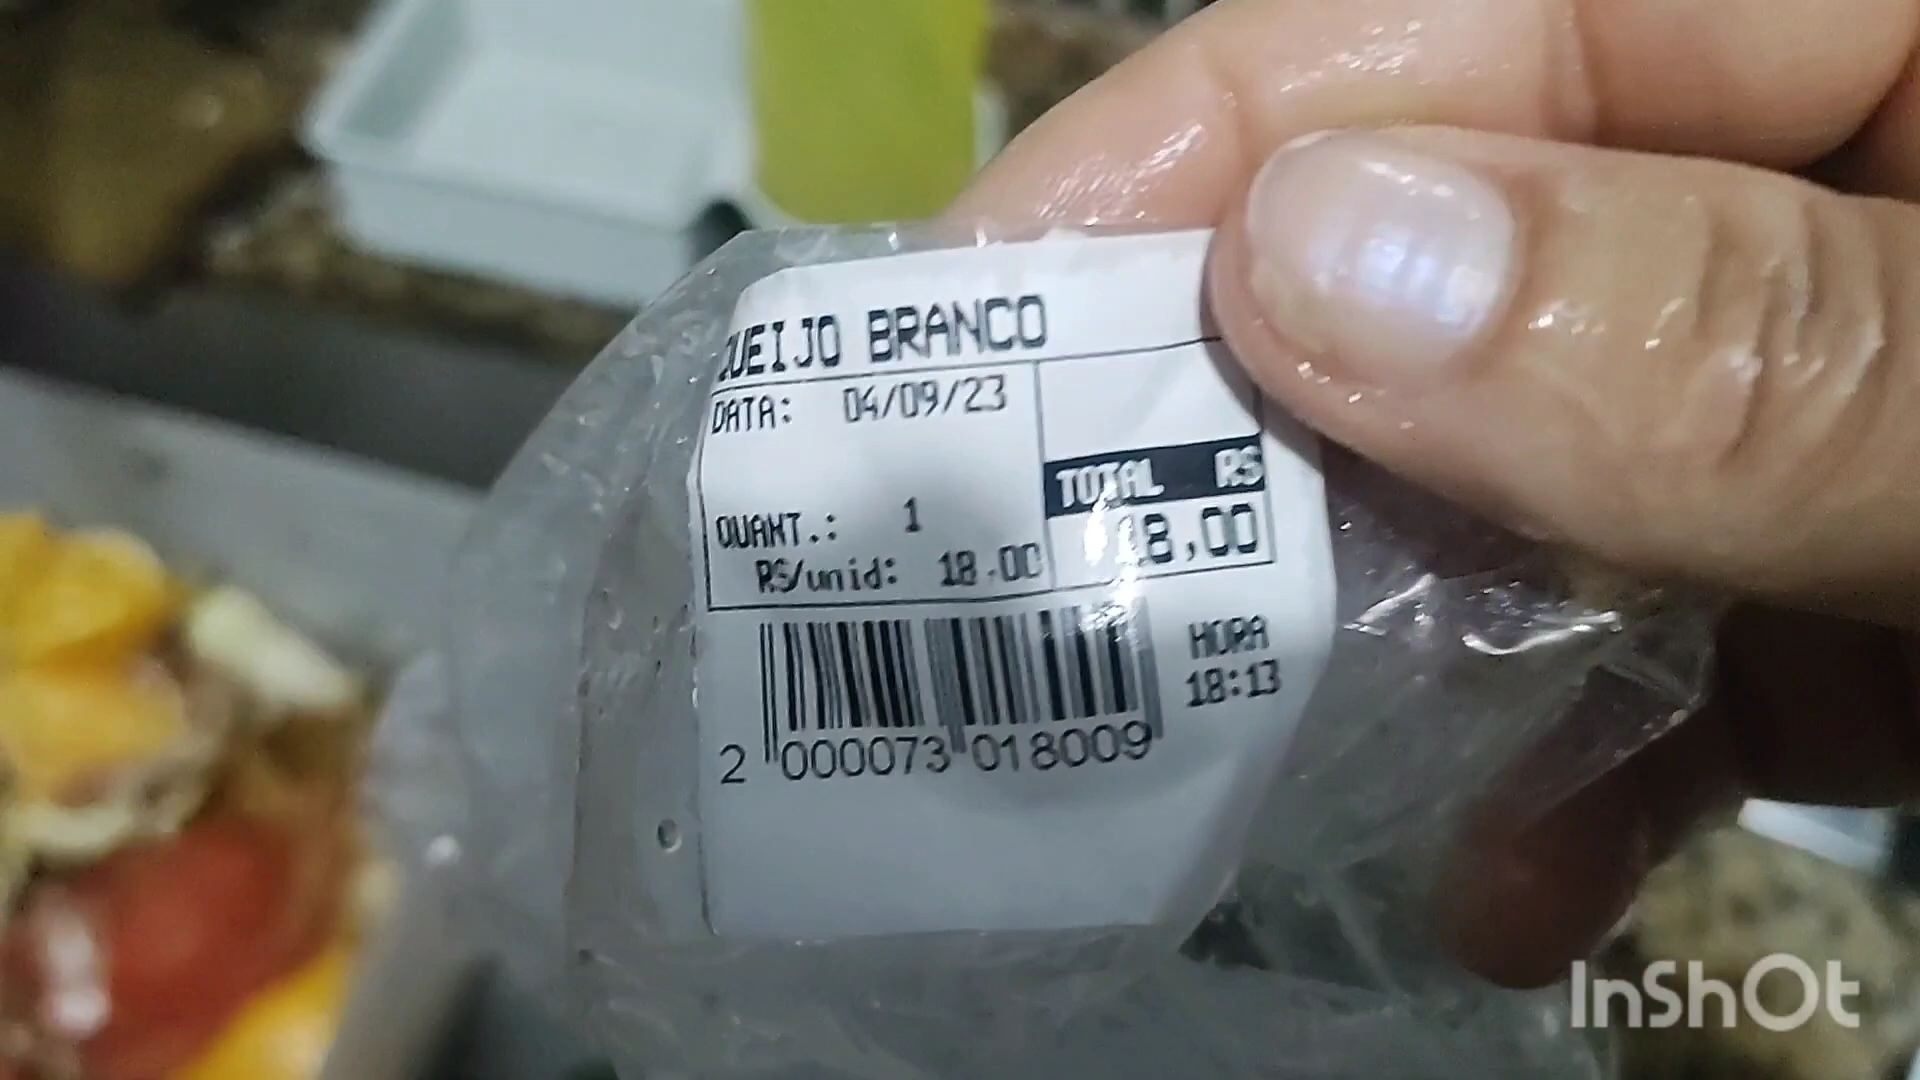 QUEIJO BRANCO
DATA: 04/09/23
TOTAL R$
QUANT.: 1
18,00
R$/unid: 18.00
HORA
18:13
2 000073 018009
InShOt